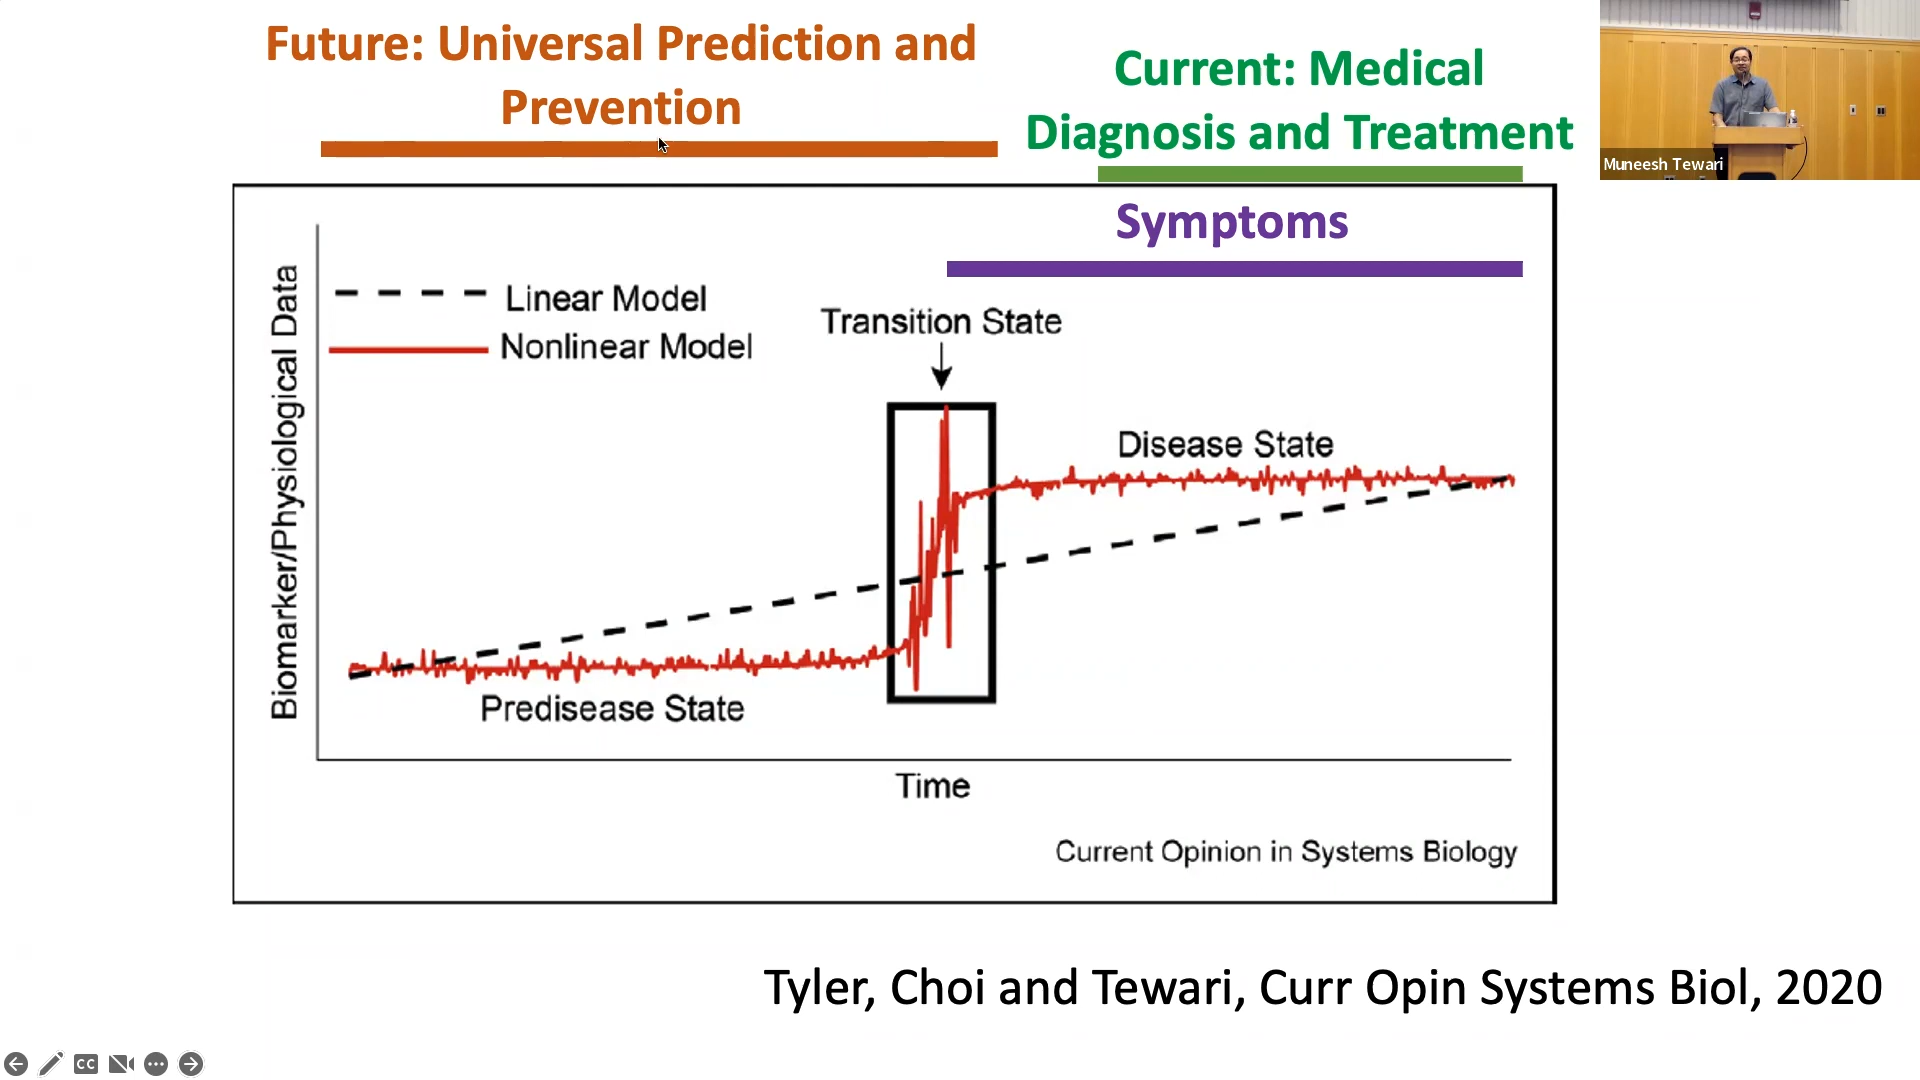 Future: Universal Prediction and
Prevention
Current: Medical
Diagnosis and Treatment
Muneesh Tewari
Symptoms
Biomarker/Physiological Data
Linear Model
Nonlinear Model
Transition State
Disease State
Predisease State
Time
Current Opinion in Systems Biology
Tyler, Choi and Tewari, Curr Opin Systems Biol, 2020
CC